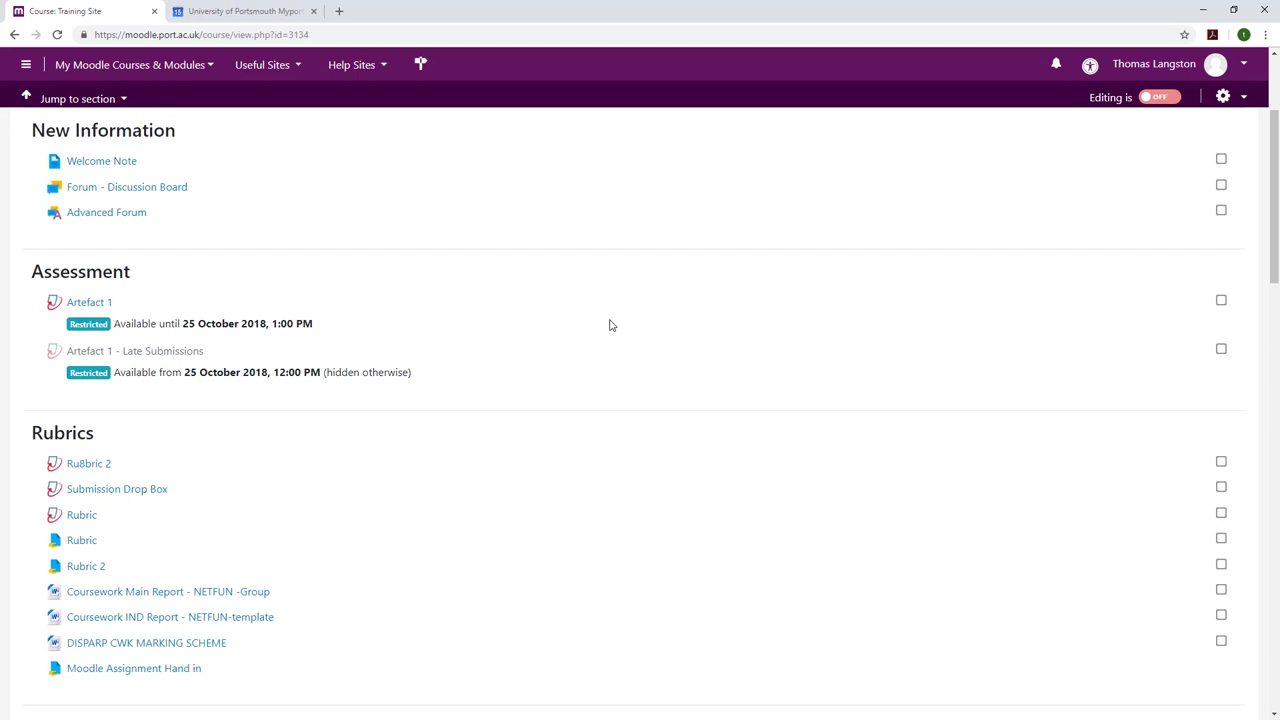 Course: Training Site
University of Portsmouth Myport
https://moodle.port.ac.uk/course/view.php?id=3134
My Moodle Courses & Modules
Useful Sites
Help Sites
Thomas Langston
Jump to section
Editing is OFF
New Information
Welcome Note
Forum - Discussion Board
Advanced Forum
Assessment
Artefact 1
Restricted Available until 25 October 2018, 1:00 PM
Artefact 1 - Late Submissions
Restricted Available from 25 October 2018, 12:00 PM (hidden otherwise)
Rubrics
Ru8bric 2
Submission Drop Box
Rubric
Rubric
Rubric 2
Coursework Main Report - NETFUN -Group
Coursework IND Report - NETFUN-template
DISPARP CWK MARKING SCHEME
Moodle Assignment Hand in